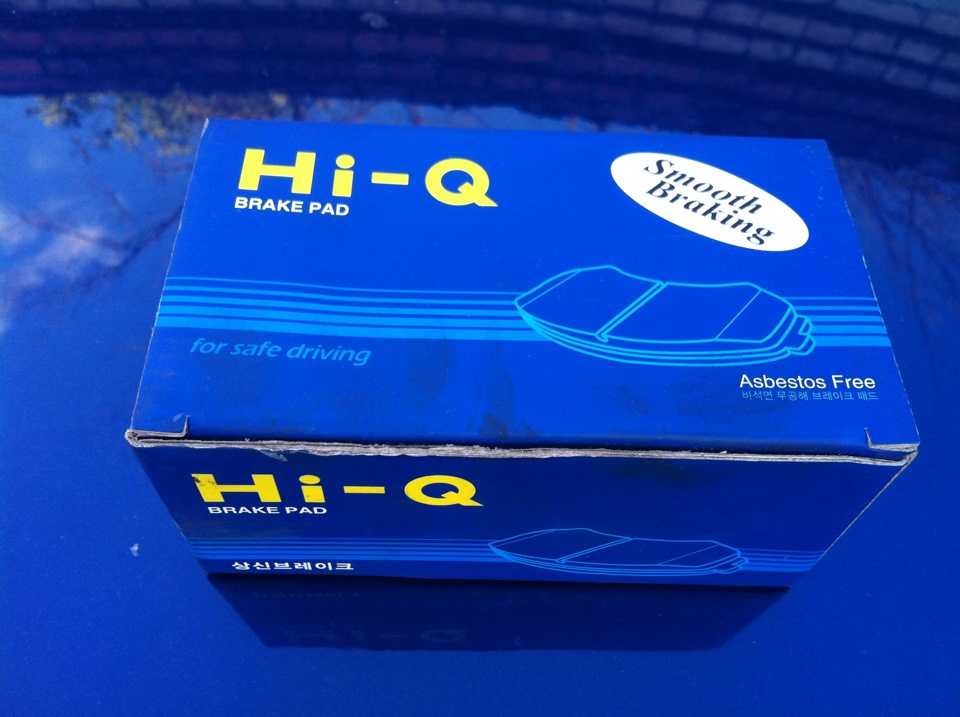 Hi-Q
BRAKE PAD
Smooth
Braking
for safe driving
Asbestos Free
비석면 무공해 브레이크 패드
Hi-Q
BRAKE PAD
상신브레이크